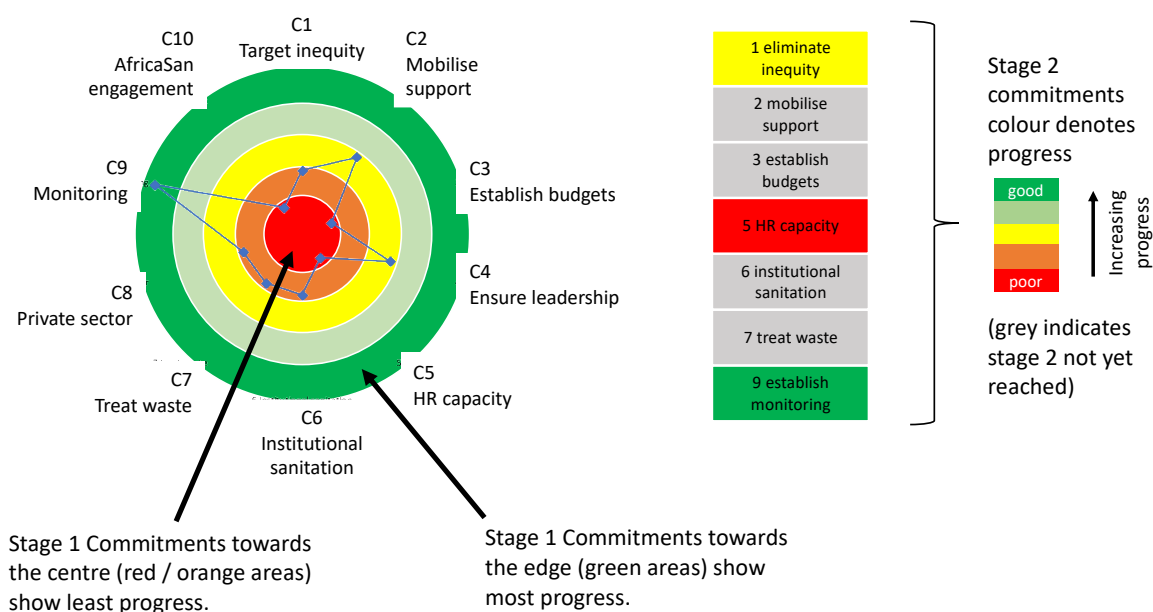 C1
Target inequity
C2
Mobilise
support
C3
Establish budgets
C4
Ensure leadership
C5
HR capacity
C6
Institutional
sanitation
C7
Treat waste
C8
Private sector
C9
Monitoring
C10
AfricaSan
engagement
Stage 1 Commitments towards
the centre (red / orange areas)
show least progress.
Stage 1 Commitments towards
the edge (green areas) show
most progress.
1 eliminate
inequity
2 mobilise
support
3 establish
budgets
5 HR capacity
6 institutional
sanitation
7 treat waste
9 establish
monitoring
Stage 2
commitments
colour denotes
progress
good
poor
Increasing
progress
(grey indicates
stage 2 not yet
reached)